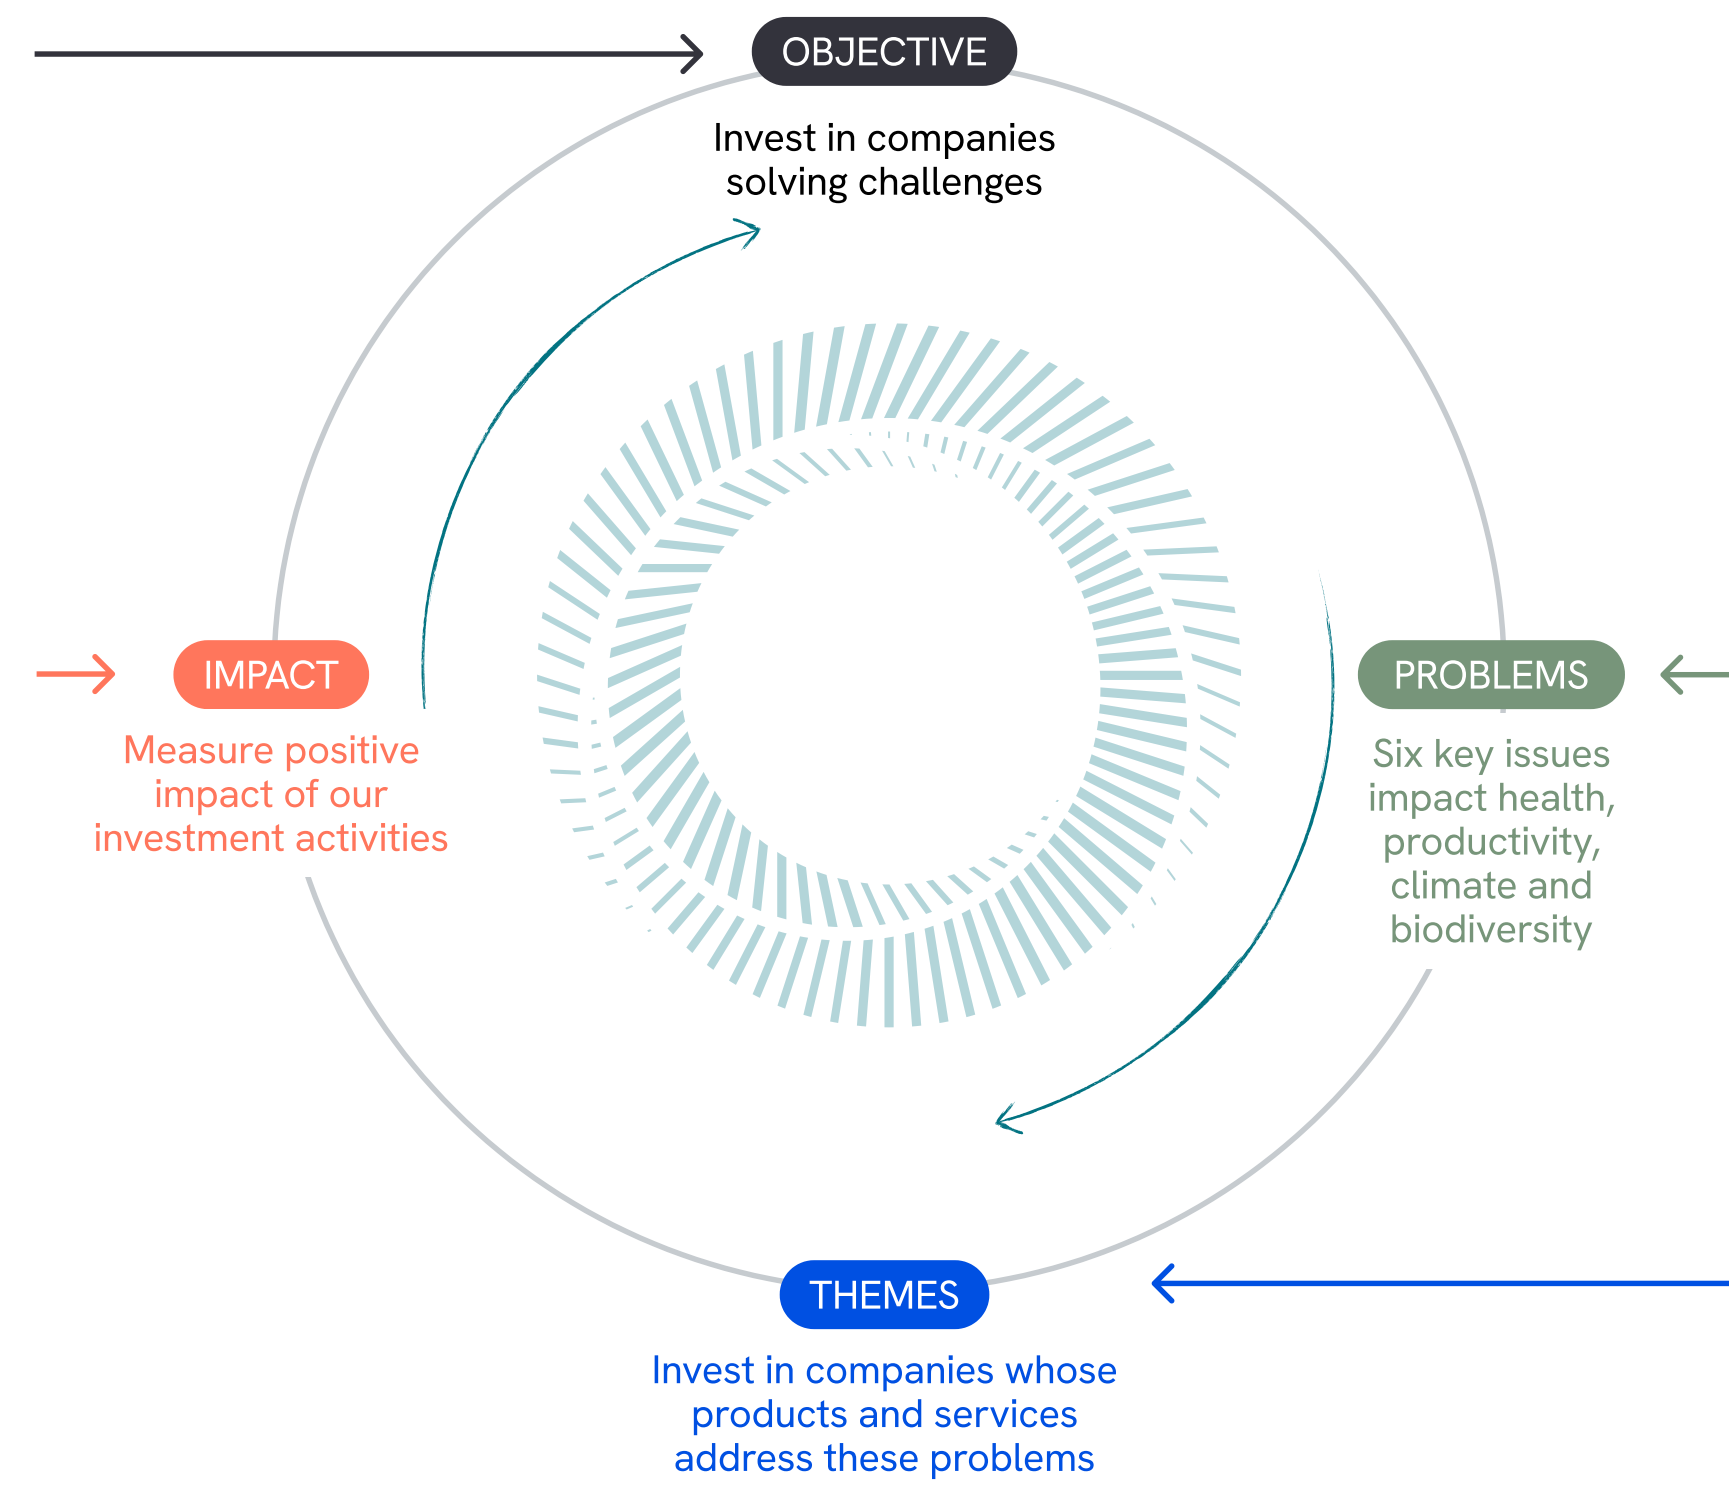 OBJECTIVE
Invest in companies
solving challenges
IMPACT
Measure positive
impact of our
investment activities
PROBLEMS
Six key issues
impact health,
productivity,
climate and
biodiversity
THEMES
Invest in companies whose
products and services
address these problems